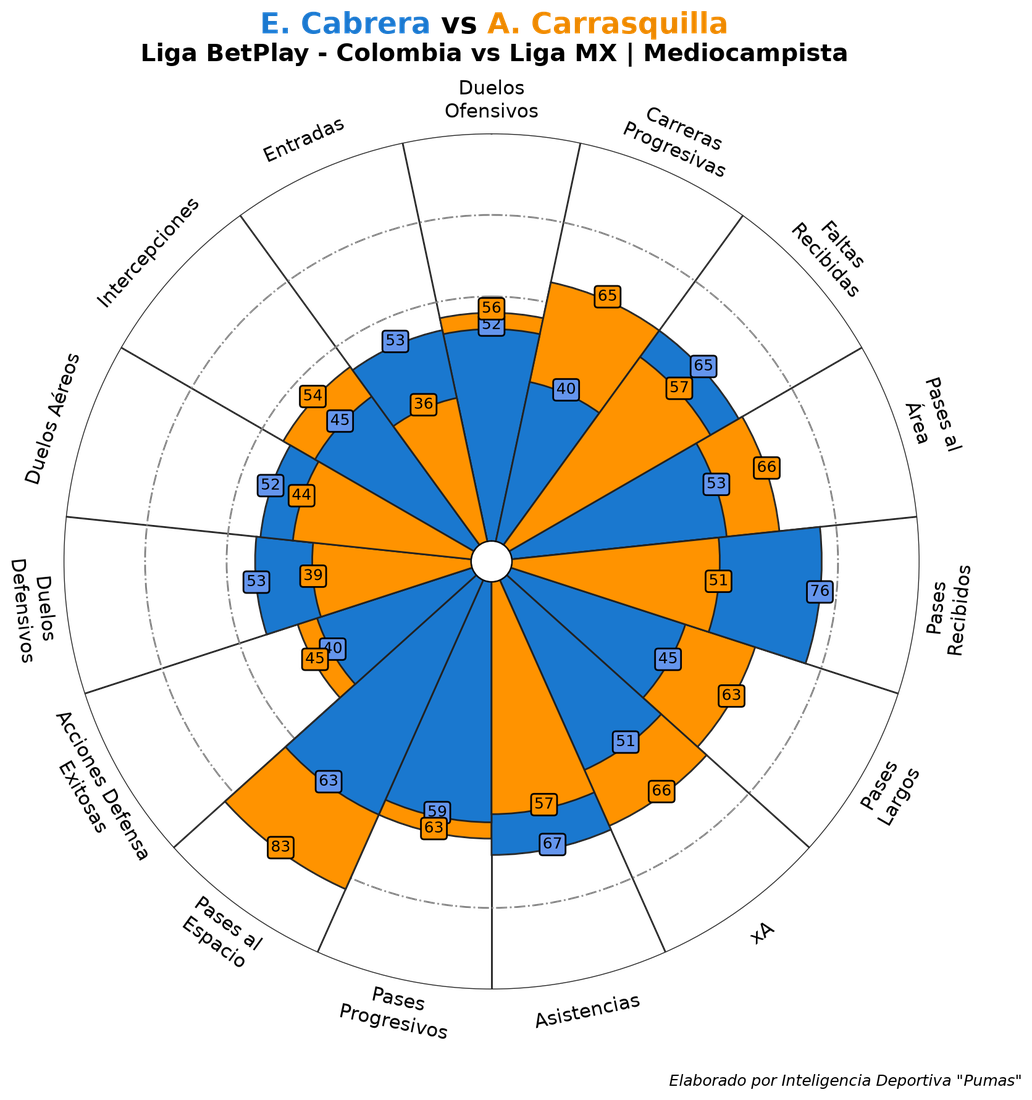 E. Cabrera vs A. Carrasquilla
Liga BetPlay - Colombia vs Liga MX | Mediocampista
Duelos
Ofensivos
56
52
Carreras
Progresivas
65
40
Faltas
Recibidas
65
57
Pases al
Área
66
53
Pases
Recibidos
76
51
Pases
Largos
45
63
xA
51
66
Asistencias
57
67
Pases
Progresivos
59
63
Pases al
Espacio
63
83
Acciones Defensa
Exitosas
40
45
Duelos
Defensivos
53
39
Duelos Aéreos
52
44
Intercepciones
54
45
Entradas
53
36
Elaborado por Inteligencia Deportiva "Pumas"